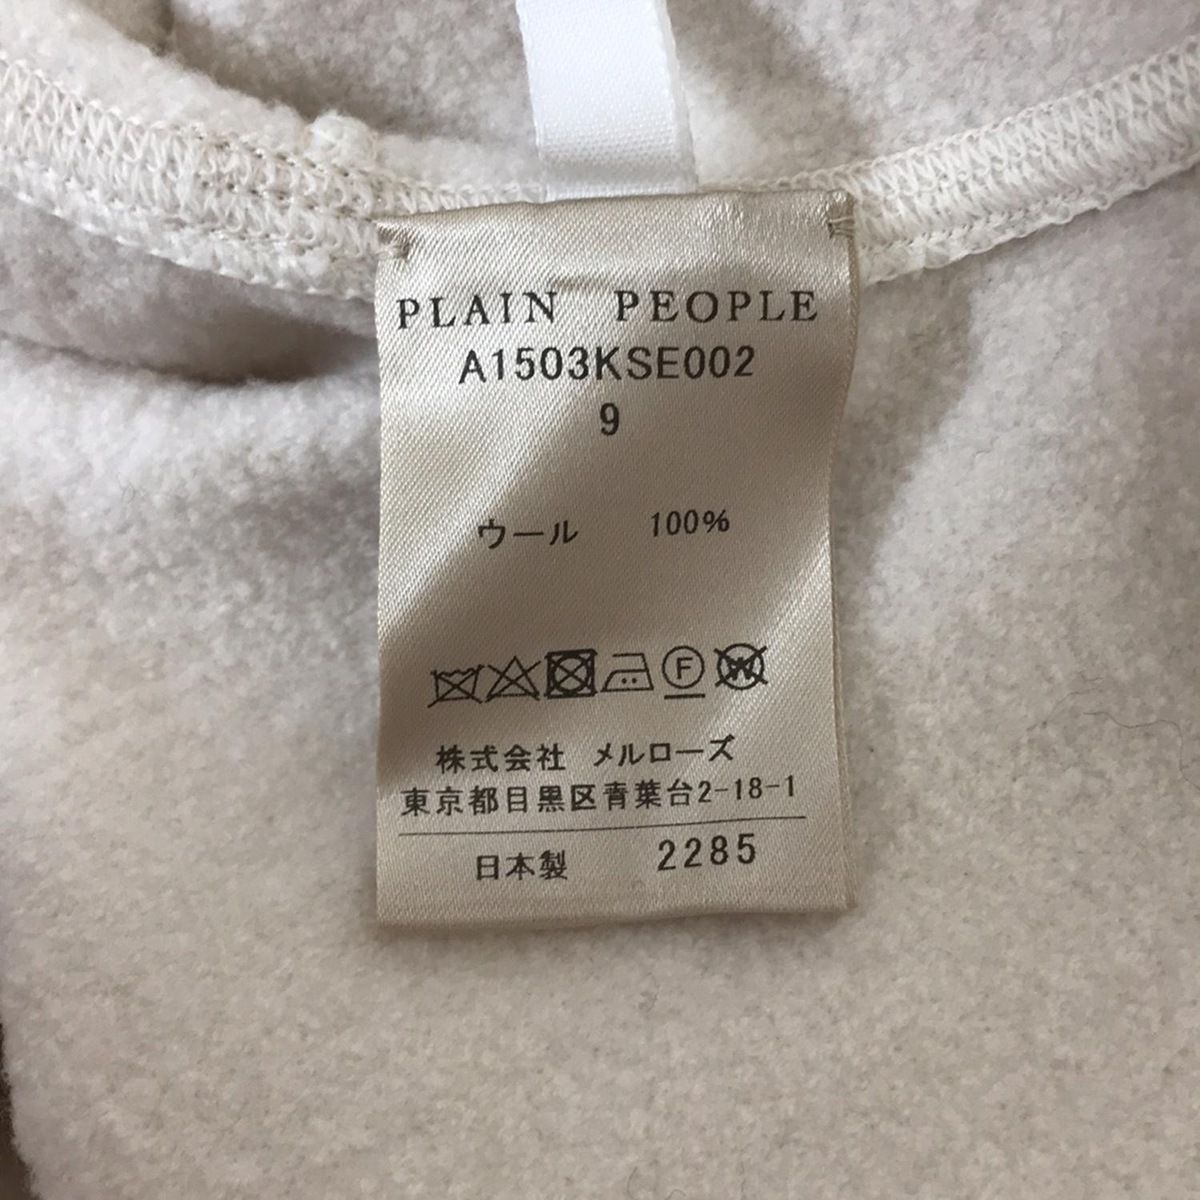 PLAIN PEOPLE
A1503KSE002
9
ウール 100%
F W
株式会社 メルローズ
東京都目黒区青葉台2-18-1
日本製 2285